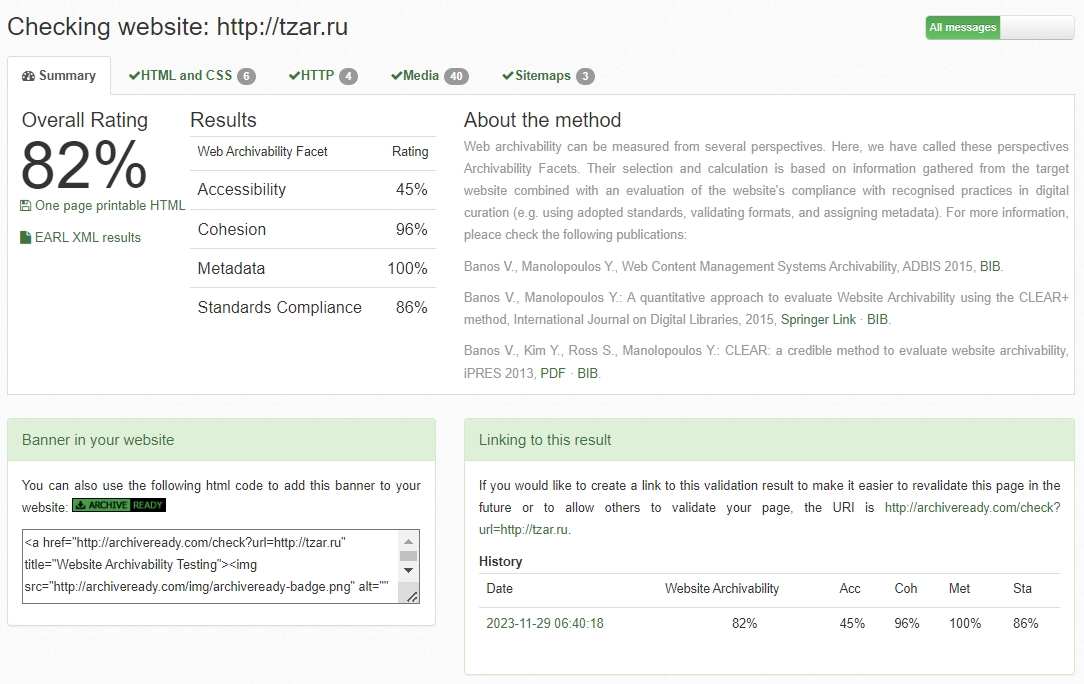 Checking website: http://tzar.ru
All messages
Summary
HTML and CSS 6
HTTP 4
Media 40
Sitemaps 3
Overall Rating
82%
One page printable HTML
EARL XML results
Results
Web Archivability Facet Rating
Accessibility 45%
Cohesion 96%
Metadata 100%
Standards Compliance 86%
About the method
Web archivability can be measured from several perspectives. Here, we have called these perspectives
Archivability Facets. Their selection and calculation is based on information gathered from the target
website combined with an evaluation of the website's compliance with recognised practices in digital
curation (e.g. using adopted standards, validating formats, and assigning metadata). For more information,
pleace check the following publications:
Banos V., Manolopoulos Y., Web Content Management Systems Archivability, ADBIS 2015, BIB.
Banos V., Manolopoulos Y.: A quantitative approach to evaluate Website Archivability using the CLEAR+
method, International Journal on Digital Libraries, 2015, Springer Link · BIB.
Banos V., Kim Y., Ross S., Manolopoulos Y.: CLEAR: a credible method to evaluate website archivability,
iPRES 2013, PDF · BIB.
Banner in your website
You can also use the following html code to add this banner to your
website: ARCHIVE READY
<a href="http://archiveready.com/check?url=http://tzar.ru"
title="Website Archivability Testing"><img
src="http://archiveready.com/img/archiveready-badge.png" alt=""
Linking to this result
If you would like to create a link to this validation result to make it easier to revalidate this page in the
future or to allow others to validate your page, the URI is http://archiveready.com/check?
url=http://tzar.ru.
History
Date Website Archivability Acc Coh Met Sta
2023-11-29 06:40:18 82% 45% 96% 100% 86%